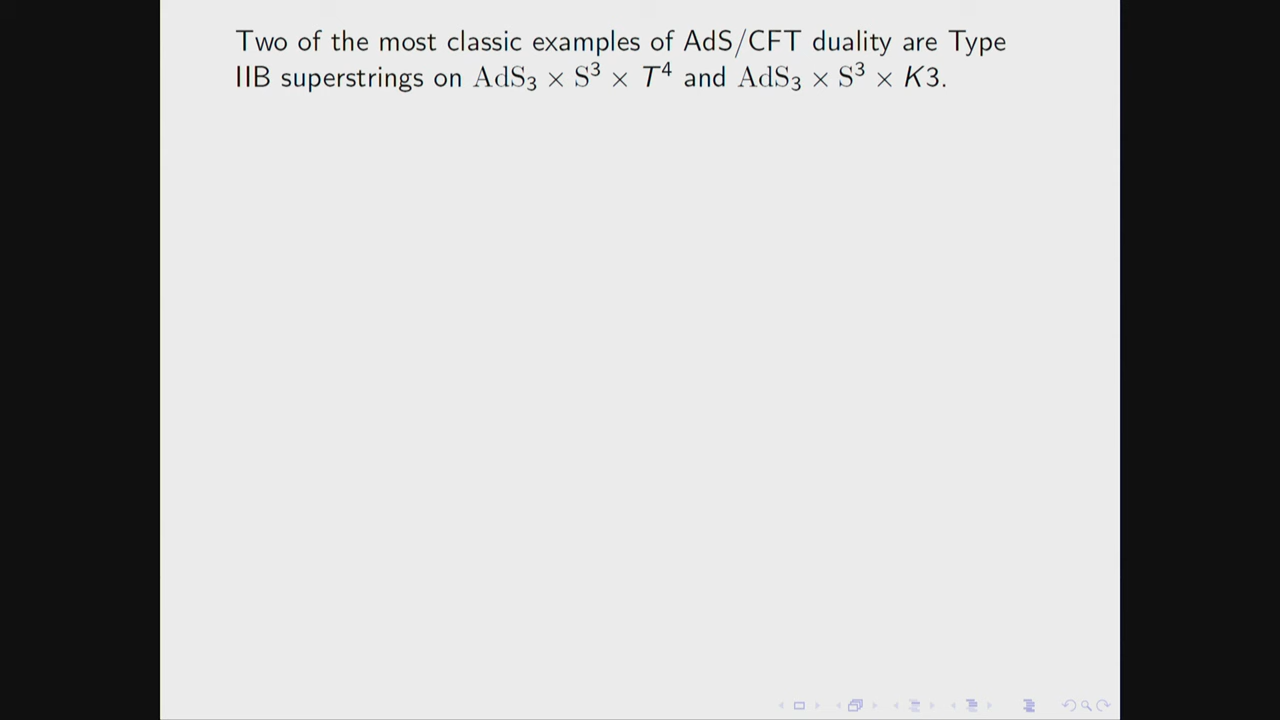 Two of the most classic examples of AdS/CFT duality are Type
IIB superstrings on AdS₃ × S³ × T⁴ and AdS₃ × S³ × K3.